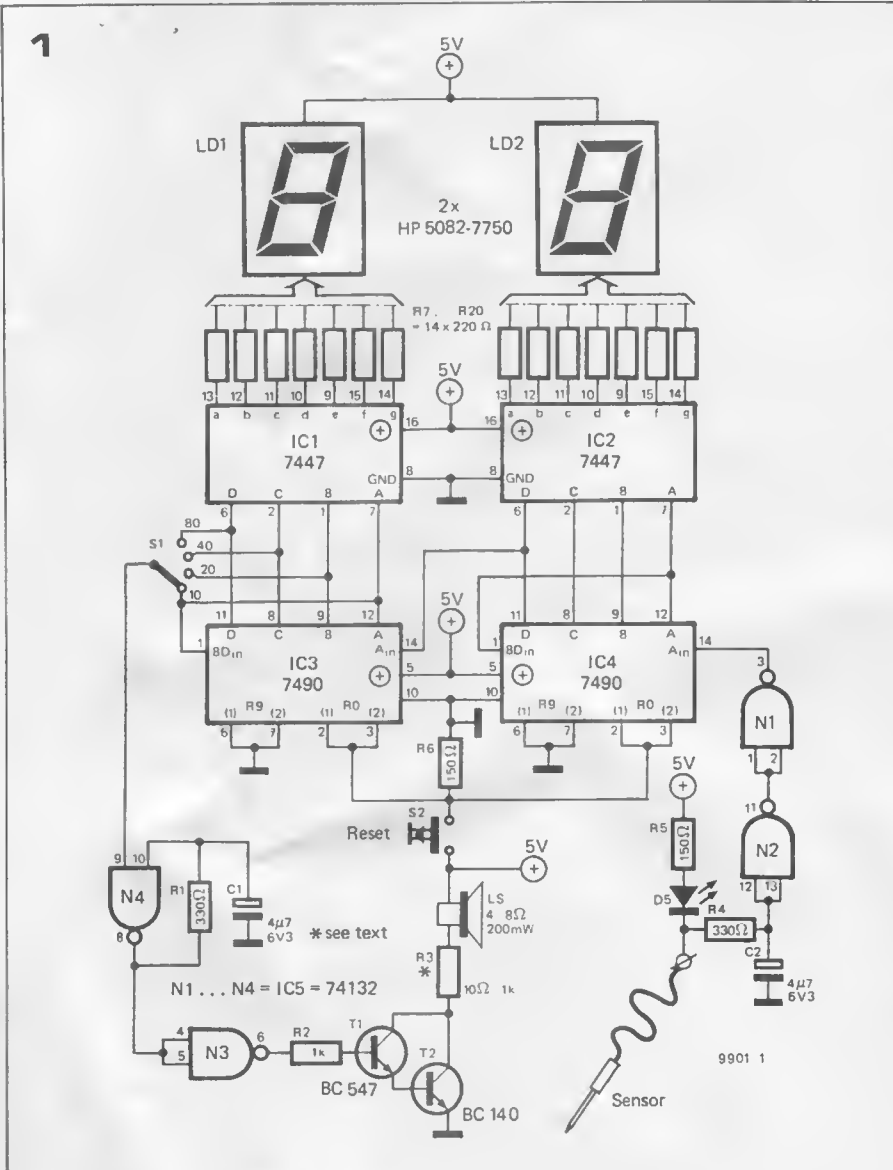 1
5V
LD1
LD2
2x
HP 5082-7750
R7 . R20
= 14 x 220 Ω
13 12 11 10 9 15 14
a b c d e f g
5V
13 12 11 10 9 15 14
a b c d e f g
IC1
7447
16
16
IC2
7447
GND 8
8 GND
D C B A
6 2 1 7
D C B A
6 2 1 7
S1
80
40
20
10
11 8 9 12
D C B A
1
BDin
14
Ain
IC3
7490
5V
5
5
10
10
11 8 9 12
D C B A
1
BDin
14
Ain
IC4
7490
R9
(1) (2)
6 7
R0
(1) (2)
2 3
R9
(1) (2)
6 7
R0
(1) (2)
2 3
3
N1
1 2
R6
150Ω
S2
Reset
5V
5V
R5
150Ω
D5
11
N2
12 13
R4
330Ω
C2
4µ7
6V3
9 10
N4
8
R1
330Ω
C1
4µ7
6V3
* see text
LS
4 8Ω
200mW
R3
*
10Ω 1k
N1 . . . N4 = IC5 = 74132
4
5
N3
6
R2
1k
T1
BC 547
T2
BC 140
Sensor
9901 1